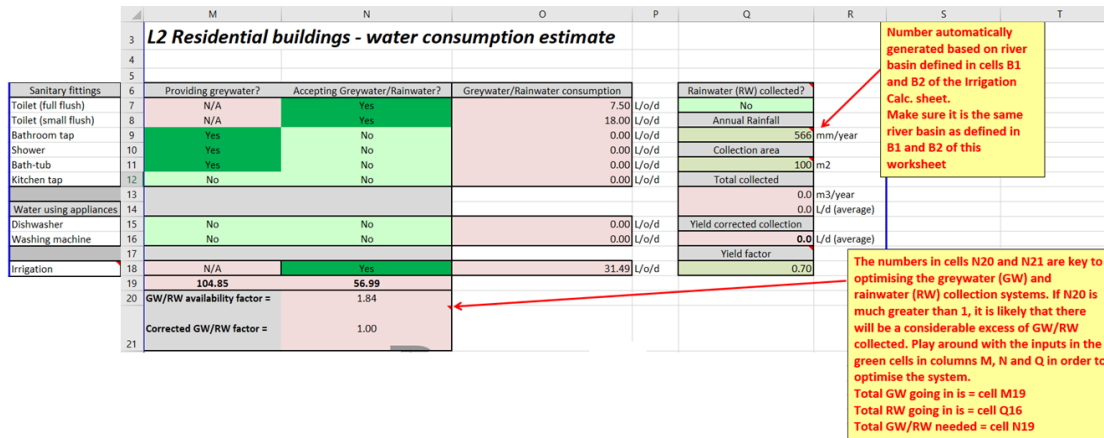 M N O P Q R S T
3 L2 Residential buildings - water consumption estimate
4
5
Sanitary fittings 6 Providing greywater? Accepting Greywater/Rainwater? Greywater/Rainwater consumption Rainwater (RW) collected?
Toilet (full flush) 7 N/A Yes 7.50 L/o/d No
Toilet (small flush) 8 N/A Yes 18.00 L/o/d Annual Rainfall
Bathroom tap 9 Yes No 0.00 L/o/d 566 mm/year
Shower 10 Yes No 0.00 L/o/d Collection area
Bath-tub 11 Yes No 0.00 L/o/d 100 m2
Kitchen tap 12 No No 0.00 L/o/d Total collected
13 0.0 m3/year
Water using appliances 14 0.0 L/d (average)
Dishwasher 15 No No 0.00 L/o/d Yield corrected collection
Washing machine 16 No No 0.00 L/o/d 0.0 L/d (average)
17 Yield factor
Irrigation 18 N/A Yes 31.49 L/o/d 0.70
19 104.85 56.99
20 GW/RW availability factor = 1.84
21 Corrected GW/RW factor = 1.00
Number automatically
generated based on river
basin defined in cells B1
and B2 of the Irrigation
Calc. sheet.
Make sure it is the same
river basin as defined in
B1 and B2 of this
worksheet
The numbers in cells N20 and N21 are key to
optimising the greywater (GW) and
rainwater (RW) collection systems. If N20 is
much greater than 1, it is likely that there
will be a considerable excess of GW/RW
collected. Play around with the inputs in the
green cells in columns M, N and Q in order to
optimise the system.
Total GW going in is = cell M19
Total RW going in is = cell Q16
Total GW/RW needed = cell N19